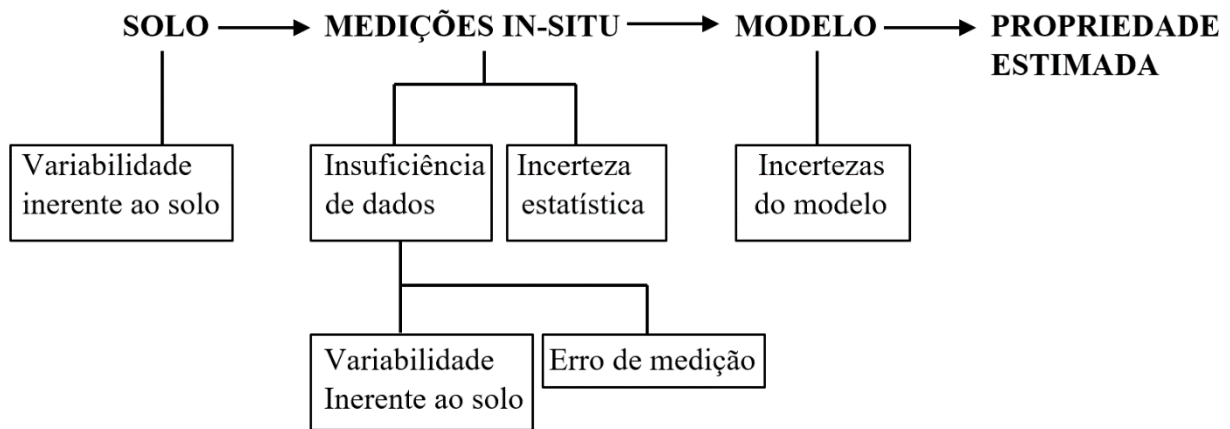 SOLO MEDIÇÕES IN-SITU MODELO PROPRIEDADE
ESTIMADA
Variabilidade
inerente ao solo
Insuficiência
de dados
Incerteza
estatística
Incertezas
do modelo
Variabilidade
Inerente ao solo
Erro de medição